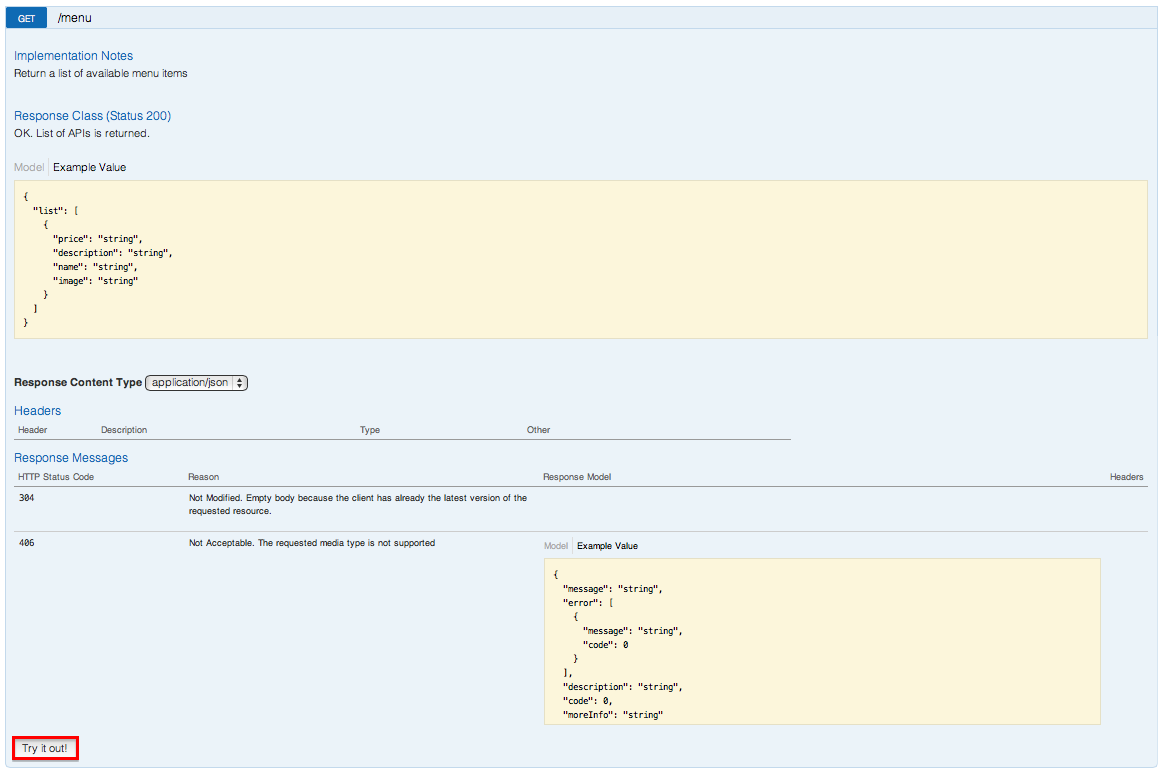 GET /menu
Implementation Notes
Return a list of available menu items
Response Class (Status 200)
OK. List of APIs is returned.
Model Example Value
{
"list": [
{
"price": "string",
"description": "string",
"name": "string",
"image": "string"
}
]
}
Response Content Type application/json
Headers
Header Description Type Other
Response Messages
HTTP Status Code Reason Response Model Headers
304 Not Modified. Empty body because the client has already the latest version of the
requested resource.
406 Not Acceptable. The requested media type is not supported
Model Example Value
{
"message": "string",
"error": [
{
"message": "string",
"code": 0
}
],
"description": "string",
"code": 0,
"moreInfo": "string"
Try it out!